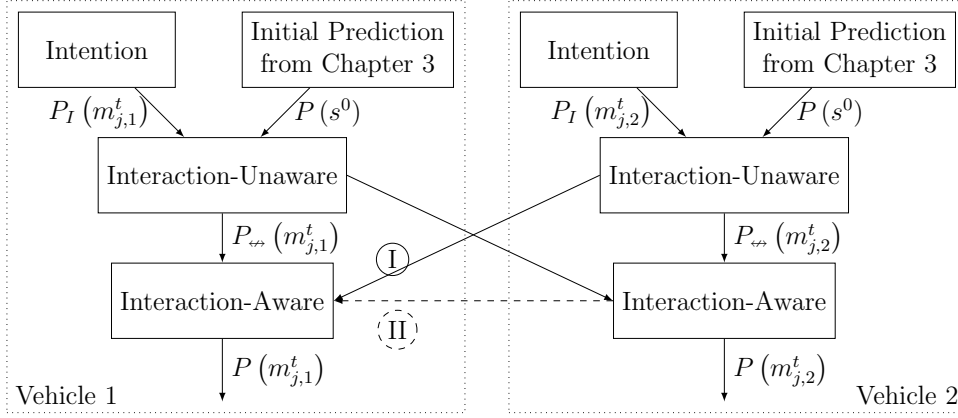 Intention
Initial Prediction
from Chapter 3
P_I (m^t_{j,1})
P (s^0)
Interaction-Unaware
P_↮ (m^t_{j,1})
Interaction-Aware
P (m^t_{j,1})
Vehicle 1
I
II
Intention
Initial Prediction
from Chapter 3
P_I (m^t_{j,2})
P (s^0)
Interaction-Unaware
P_↮ (m^t_{j,2})
Interaction-Aware
P (m^t_{j,2})
Vehicle 2